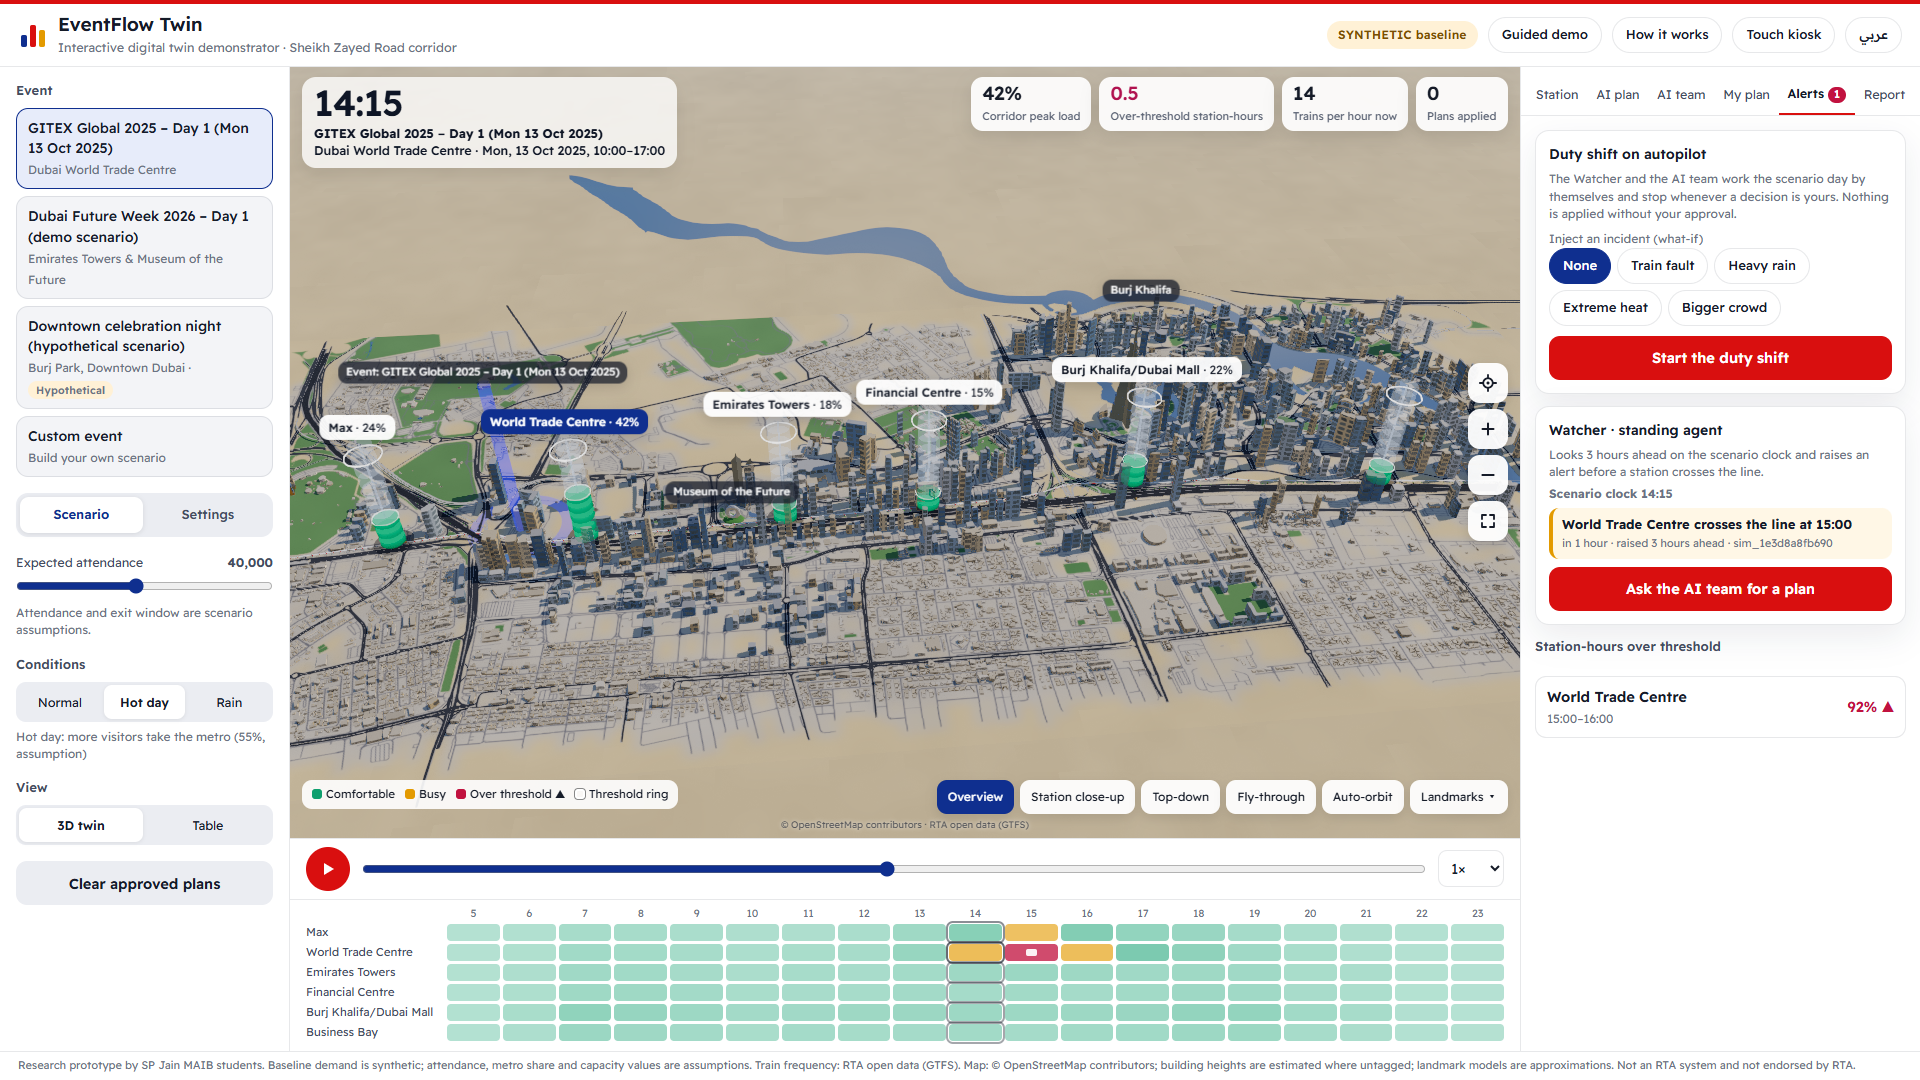 EventFlow Twin
Interactive digital twin demonstrator · Sheikh Zayed Road corridor
SYNTHETIC baseline
Guided demo
How it works
Touch kiosk
عربي
Event
GITEX Global 2025 – Day 1 (Mon
13 Oct 2025)
Dubai World Trade Centre
Dubai Future Week 2026 – Day 1
(demo scenario)
Emirates Towers & Museum of the
Future
Downtown celebration night
(hypothetical scenario)
Burj Park, Downtown Dubai ·
Hypothetical
Custom event
Build your own scenario
Scenario
Settings
Expected attendance 40,000
Attendance and exit window are scenario
assumptions.
Conditions
Normal
Hot day
Rain
Hot day: more visitors take the metro (55%,
assumption)
View
3D twin
Table
Clear approved plans
14:15
GITEX Global 2025 – Day 1 (Mon 13 Oct 2025)
Dubai World Trade Centre · Mon, 13 Oct 2025, 10:00–17:00
42%
Corridor peak load
0.5
Over-threshold station-hours
14
Trains per hour now
0
Plans applied
Burj Khalifa
Event: GITEX Global 2025 – Day 1 (Mon 13 Oct 2025)
Burj Khalifa/Dubai Mall · 22%
Financial Centre · 15%
Emirates Towers · 18%
World Trade Centre · 42%
Max · 24%
Museum of the Future
Comfortable
Busy
Over threshold ▲
Threshold ring
Overview
Station close-up
Top-down
Fly-through
Auto-orbit
Landmarks
© OpenStreetMap contributors · RTA open data (GTFS)
1×
5 6 7 8 9 10 11 12 13 14 15 16 17 18 19 20 21 22 23
Max
World Trade Centre
Emirates Towers
Financial Centre
Burj Khalifa/Dubai Mall
Business Bay
Station
AI plan
AI team
My plan
Alerts 1
Report
Duty shift on autopilot
The Watcher and the AI team work the scenario day by
themselves and stop whenever a decision is yours. Nothing
is applied without your approval.
Inject an incident (what-if)
None
Train fault
Heavy rain
Extreme heat
Bigger crowd
Start the duty shift
Watcher · standing agent
Looks 3 hours ahead on the scenario clock and raises an
alert before a station crosses the line.
Scenario clock 14:15
World Trade Centre crosses the line at 15:00
in 1 hour · raised 3 hours ahead · sim_1e3d8a8fb690
Ask the AI team for a plan
Station-hours over threshold
World Trade Centre
15:00–16:00
92% ▲
Research prototype by SP Jain MAIB students. Baseline demand is synthetic; attendance, metro share and capacity values are assumptions. Train frequency: RTA open data (GTFS). Map: © OpenStreetMap contributors; building heights are estimated where untagged; landmark models are approximations. Not an RTA system and not endorsed by RTA.